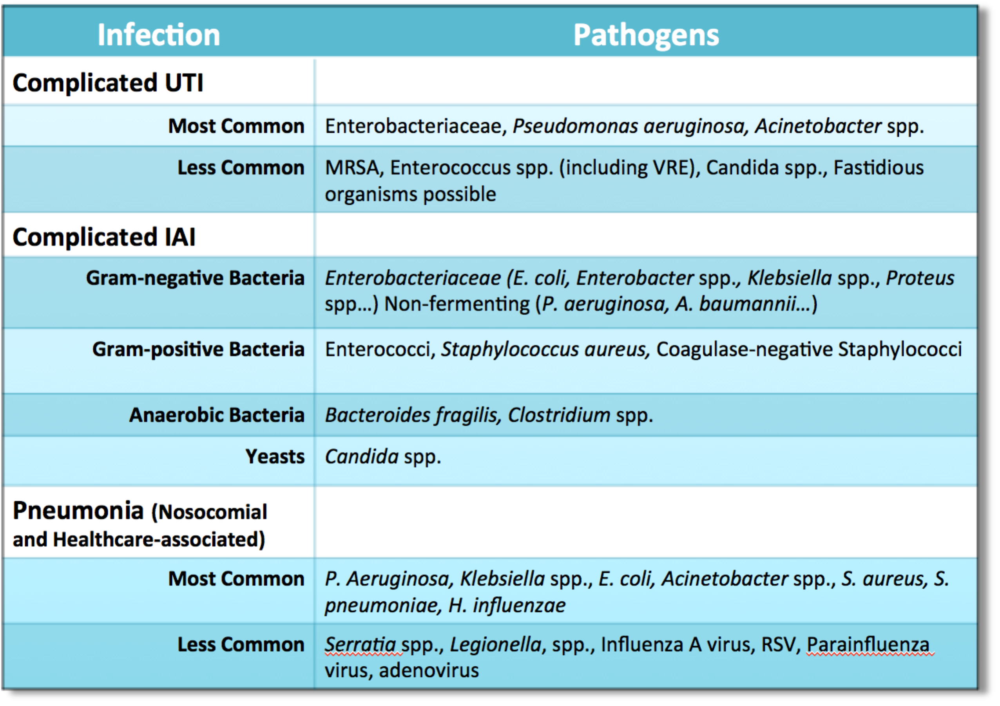 Infection Pathogens
Complicated UTI
Most Common Enterobacteriaceae, Pseudomonas aeruginosa, Acinetobacter spp.
Less Common MRSA, Enterococcus spp. (including VRE), Candida spp., Fastidious
organisms possible
Complicated IAI
Gram-negative Bacteria Enterobacteriaceae (E. coli, Enterobacter spp., Klebsiella spp., Proteus
spp...) Non-fermenting (P. aeruginosa, A. baumannii...)
Gram-positive Bacteria Enterococci, Staphylococcus aureus, Coagulase-negative Staphylococci
Anaerobic Bacteria Bacteroides fragilis, Clostridium spp.
Yeasts Candida spp.
Pneumonia (Nosocomial
and Healthcare-associated)
Most Common P. Aeruginosa, Klebsiella spp., E. coli, Acinetobacter spp., S. aureus, S.
pneumoniae, H. influenzae
Less Common Serratia spp., Legionella, spp., Influenza A virus, RSV, Parainfluenza
virus, adenovirus